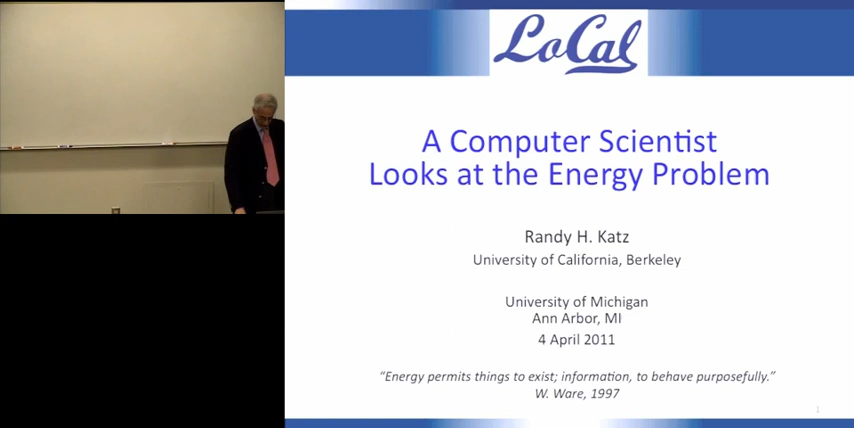 LoCal
A Computer Scientist
Looks at the Energy Problem
Randy H. Katz
University of California, Berkeley
University of Michigan
Ann Arbor, MI
4 April 2011
“Energy permits things to exist; information, to behave purposefully.”
W. Ware, 1997
1